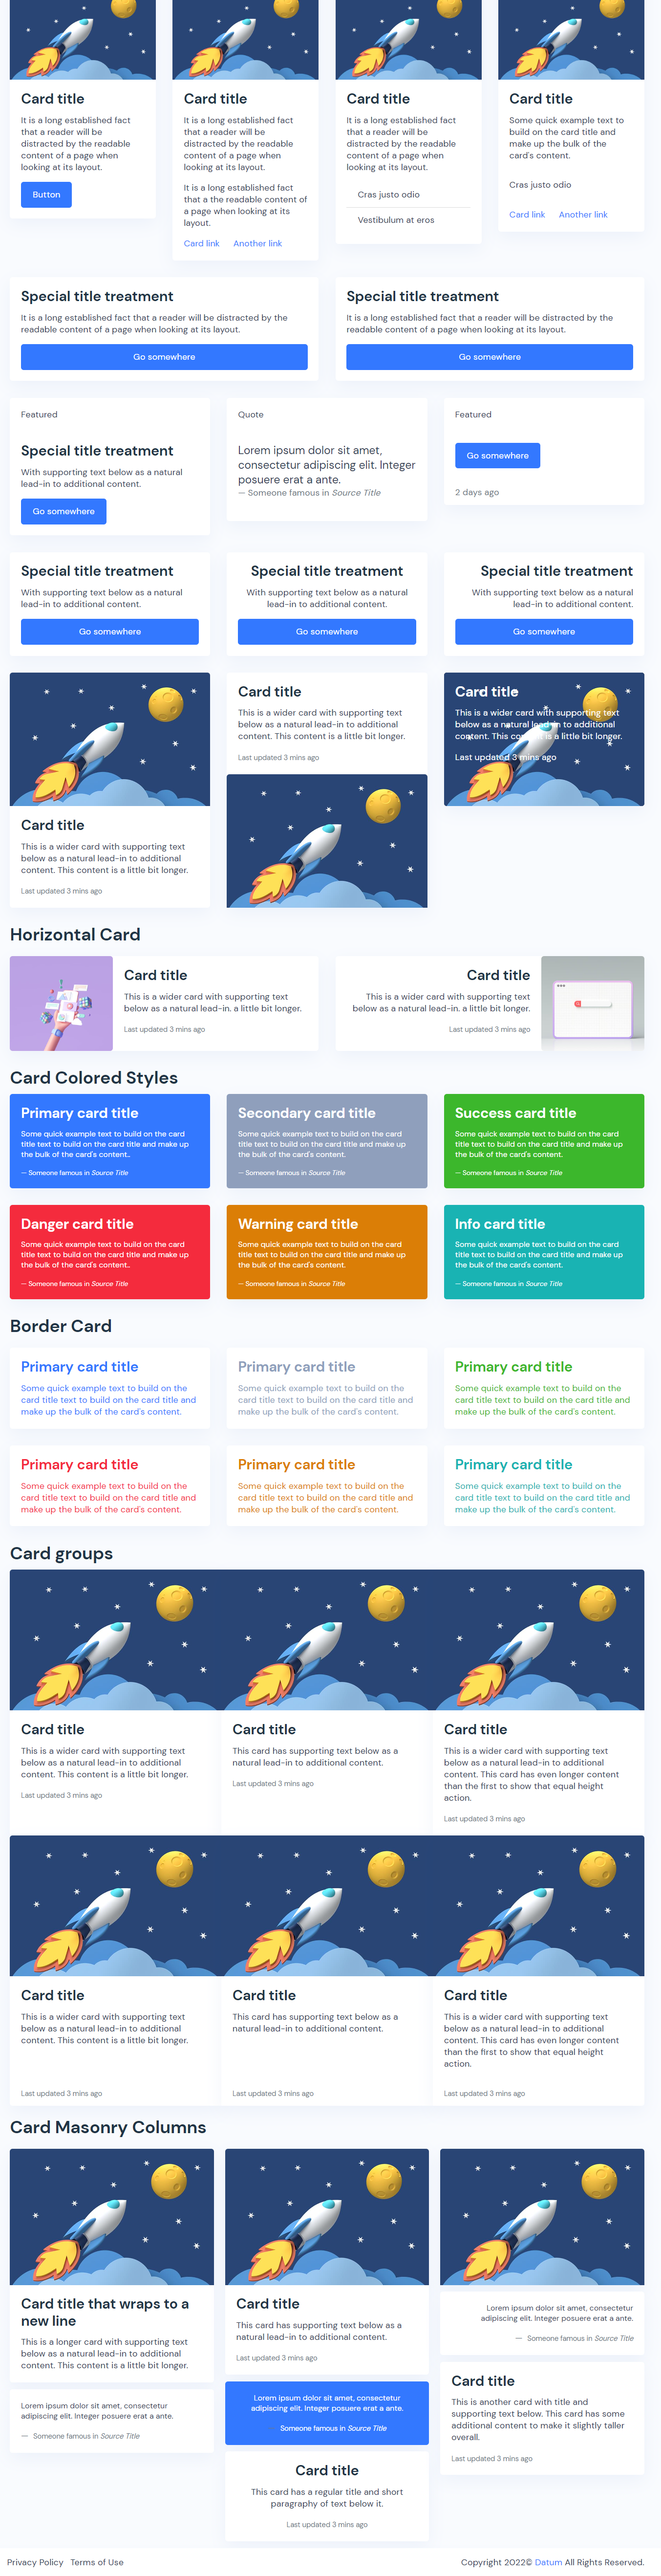 Card title
It is a long established fact
that a reader will be
distracted by the readable
content of a page when
looking at its layout.
Button
Card title
It is a long established fact
that a reader will be
distracted by the readable
content of a page when
looking at its layout.
It is a long established fact
that a the readable content of
a page when looking at its
layout.
Card link Another link
Card title
It is a long established fact
that a reader will be
distracted by the readable
content of a page when
looking at its layout.
Cras justo odio
Vestibulum at eros
Card title
Some quick example text to
build on the card title and
make up the bulk of the
card's content.
Cras justo odio
Card link Another link
Special title treatment
It is a long established fact that a reader will be distracted by the
readable content of a page when looking at its layout.
Go somewhere
Special title treatment
It is a long established fact that a reader will be distracted by the
readable content of a page when looking at its layout.
Go somewhere
Featured
Special title treatment
With supporting text below as a natural
lead-in to additional content.
Go somewhere
Quote
Lorem ipsum dolor sit amet,
consectetur adipiscing elit. Integer
posuere erat a ante.
— Someone famous in Source Title
Featured
Go somewhere
2 days ago
Special title treatment
With supporting text below as a natural
lead-in to additional content.
Go somewhere
Special title treatment
With supporting text below as a natural
lead-in to additional content.
Go somewhere
Special title treatment
With supporting text below as a natural
lead-in to additional content.
Go somewhere
Card title
This is a wider card with supporting text
below as a natural lead-in to additional
content. This content is a little bit longer.
Last updated 3 mins ago
Card title
This is a wider card with supporting text
below as a natural lead-in to additional
content. This content is a little bit longer.
Last updated 3 mins ago
Card title
This is a wider card with supporting text
below as a natural lead-in to additional
content. This content is a little bit longer.
Last updated 3 mins ago
Horizontal Card
Card title
This is a wider card with supporting text
below as a natural lead-in. a little bit longer.
Last updated 3 mins ago
Card title
This is a wider card with supporting text
below as a natural lead-in. a little bit longer.
Last updated 3 mins ago
Card Colored Styles
Primary card title
Some quick example text to build on the card
title text to build on the card title and make up
the bulk of the card's content..
— Someone famous in Source Title
Secondary card title
Some quick example text to build on the card
title text to build on the card title and make up
the bulk of the card's content.
— Someone famous in Source Title
Success card title
Some quick example text to build on the card
title text to build on the card title and make up
the bulk of the card's content.
— Someone famous in Source Title
Danger card title
Some quick example text to build on the card
title text to build on the card title and make up
the bulk of the card's content..
— Someone famous in Source Title
Warning card title
Some quick example text to build on the card
title text to build on the card title and make up
the bulk of the card's content.
— Someone famous in Source Title
Info card title
Some quick example text to build on the card
title text to build on the card title and make up
the bulk of the card's content.
— Someone famous in Source Title
Border Card
Primary card title
Some quick example text to build on the
card title text to build on the card title and
make up the bulk of the card's content.
Primary card title
Some quick example text to build on the
card title text to build on the card title and
make up the bulk of the card's content.
Primary card title
Some quick example text to build on the
card title text to build on the card title and
make up the bulk of the card's content.
Primary card title
Some quick example text to build on the
card title text to build on the card title and
make up the bulk of the card's content.
Primary card title
Some quick example text to build on the
card title text to build on the card title and
make up the bulk of the card's content.
Primary card title
Some quick example text to build on the
card title text to build on the card title and
make up the bulk of the card's content.
Card groups
Card title
This is a wider card with supporting text
below as a natural lead-in to additional
content. This content is a little bit longer.
Last updated 3 mins ago
Card title
This card has supporting text below as a
natural lead-in to additional content.
Last updated 3 mins ago
Card title
This is a wider card with supporting text
below as a natural lead-in to additional
content. This card has even longer content
than the first to show that equal height
action.
Last updated 3 mins ago
Card title
This is a wider card with supporting text
below as a natural lead-in to additional
content. This content is a little bit longer.
Last updated 3 mins ago
Card title
This card has supporting text below as a
natural lead-in to additional content.
Last updated 3 mins ago
Card title
This is a wider card with supporting text
below as a natural lead-in to additional
content. This card has even longer content
than the first to show that equal height
action.
Last updated 3 mins ago
Card Masonry Columns
Card title that wraps to a
new line
This is a longer card with supporting text
below as a natural lead-in to additional
content. This content is a little bit longer.
Lorem ipsum dolor sit amet, consectetur
adipiscing elit. Integer posuere erat a ante.
— Someone famous in Source Title
Card title
This card has supporting text below as a
natural lead-in to additional content.
Last updated 3 mins ago
Lorem ipsum dolor sit amet, consectetur
adipiscing elit. Integer posuere erat a ante.
Someone famous in Source Title
Card title
This card has a regular title and short
paragraphy of text below it.
Last updated 3 mins ago
Lorem ipsum dolor sit amet, consectetur
adipiscing elit. Integer posuere erat a ante.
— Someone famous in Source Title
Card title
This is another card with title and
supporting text below. This card has some
additional content to make it slightly taller
overall.
Last updated 3 mins ago
Privacy Policy Terms of Use
Copyright 2022© Datum All Rights Reserved.